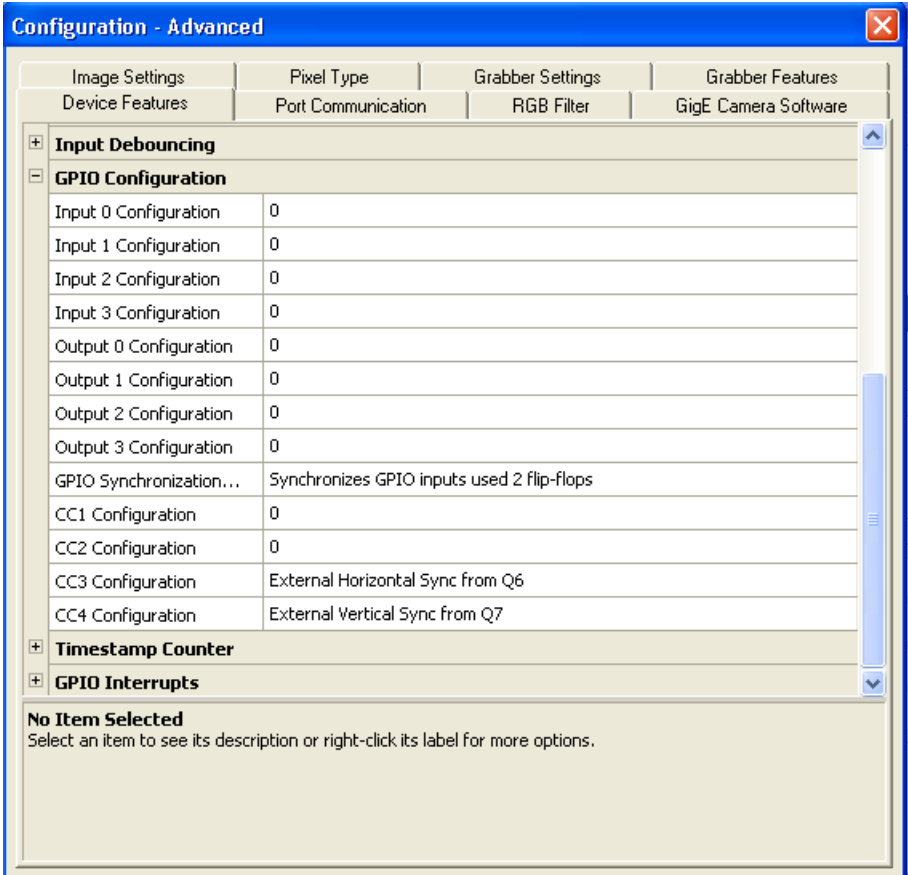 Configuration - Advanced
Image Settings Pixel Type Grabber Settings Grabber Features
Device Features Port Communication RGB Filter GigE Camera Software
Input Debouncing
GPIO Configuration
Input 0 Configuration 0
Input 1 Configuration 0
Input 2 Configuration 0
Input 3 Configuration 0
Output 0 Configuration 0
Output 1 Configuration 0
Output 2 Configuration 0
Output 3 Configuration 0
GPIO Synchronization... Synchronizes GPIO inputs used 2 flip-flops
CC1 Configuration 0
CC2 Configuration 0
CC3 Configuration External Horizontal Sync from Q6
CC4 Configuration External Vertical Sync from Q7
Timestamp Counter
GPIO Interrupts
No Item Selected
Select an item to see its description or right-click its label for more options.